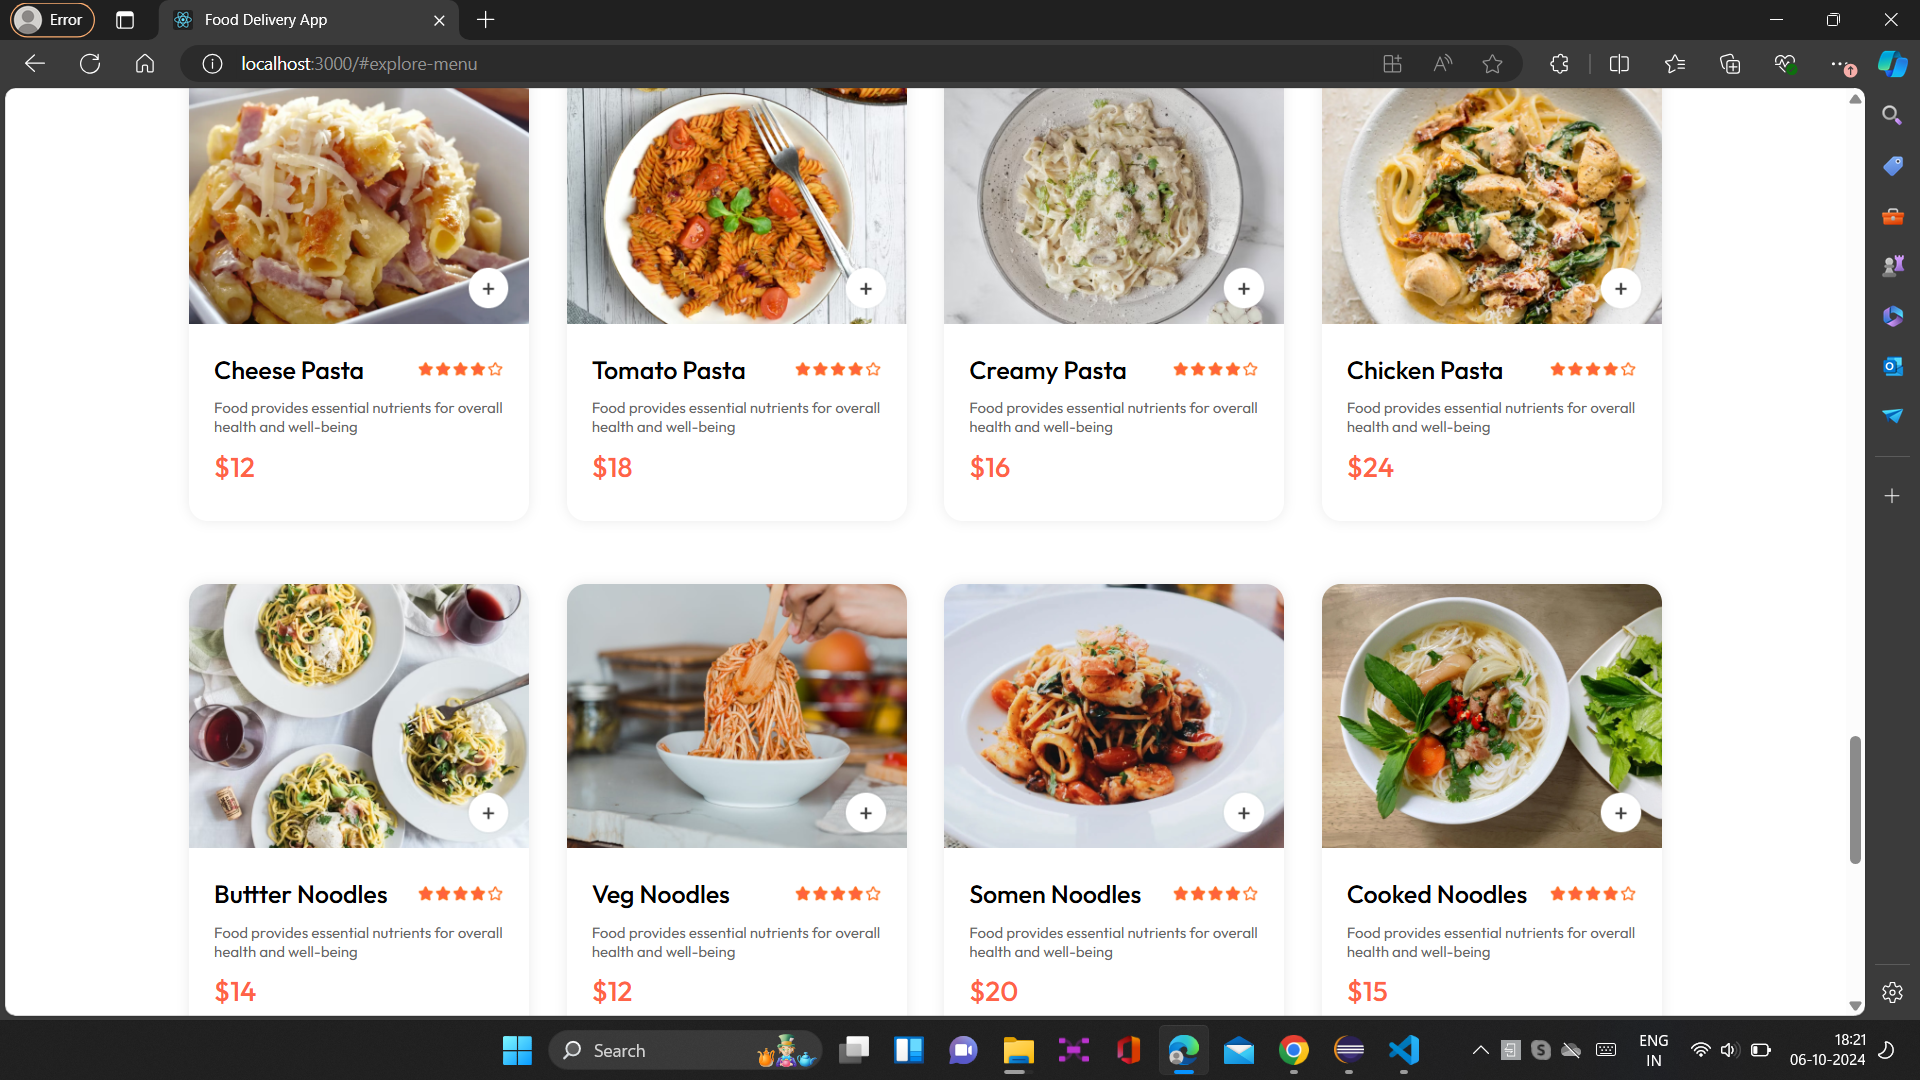 Error
Food Delivery App
localhost:3000/#explore-menu
Cheese Pasta
Food provides essential nutrients for overall
health and well-being
$12
Tomato Pasta
Food provides essential nutrients for overall
health and well-being
$18
Creamy Pasta
Food provides essential nutrients for overall
health and well-being
$16
Chicken Pasta
Food provides essential nutrients for overall
health and well-being
$24
Buttter Noodles
Food provides essential nutrients for overall
health and well-being
$14
Veg Noodles
Food provides essential nutrients for overall
health and well-being
$12
Somen Noodles
Food provides essential nutrients for overall
health and well-being
$20
Cooked Noodles
Food provides essential nutrients for overall
health and well-being
$15
Search
ENG
IN
18:21
06-10-2024